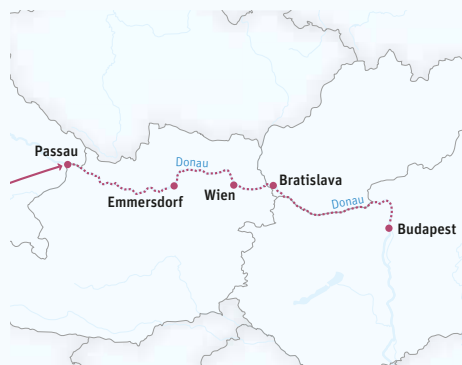 Passau
Donau
Emmersdorf
Wien
Bratislava
Donau
Budapest